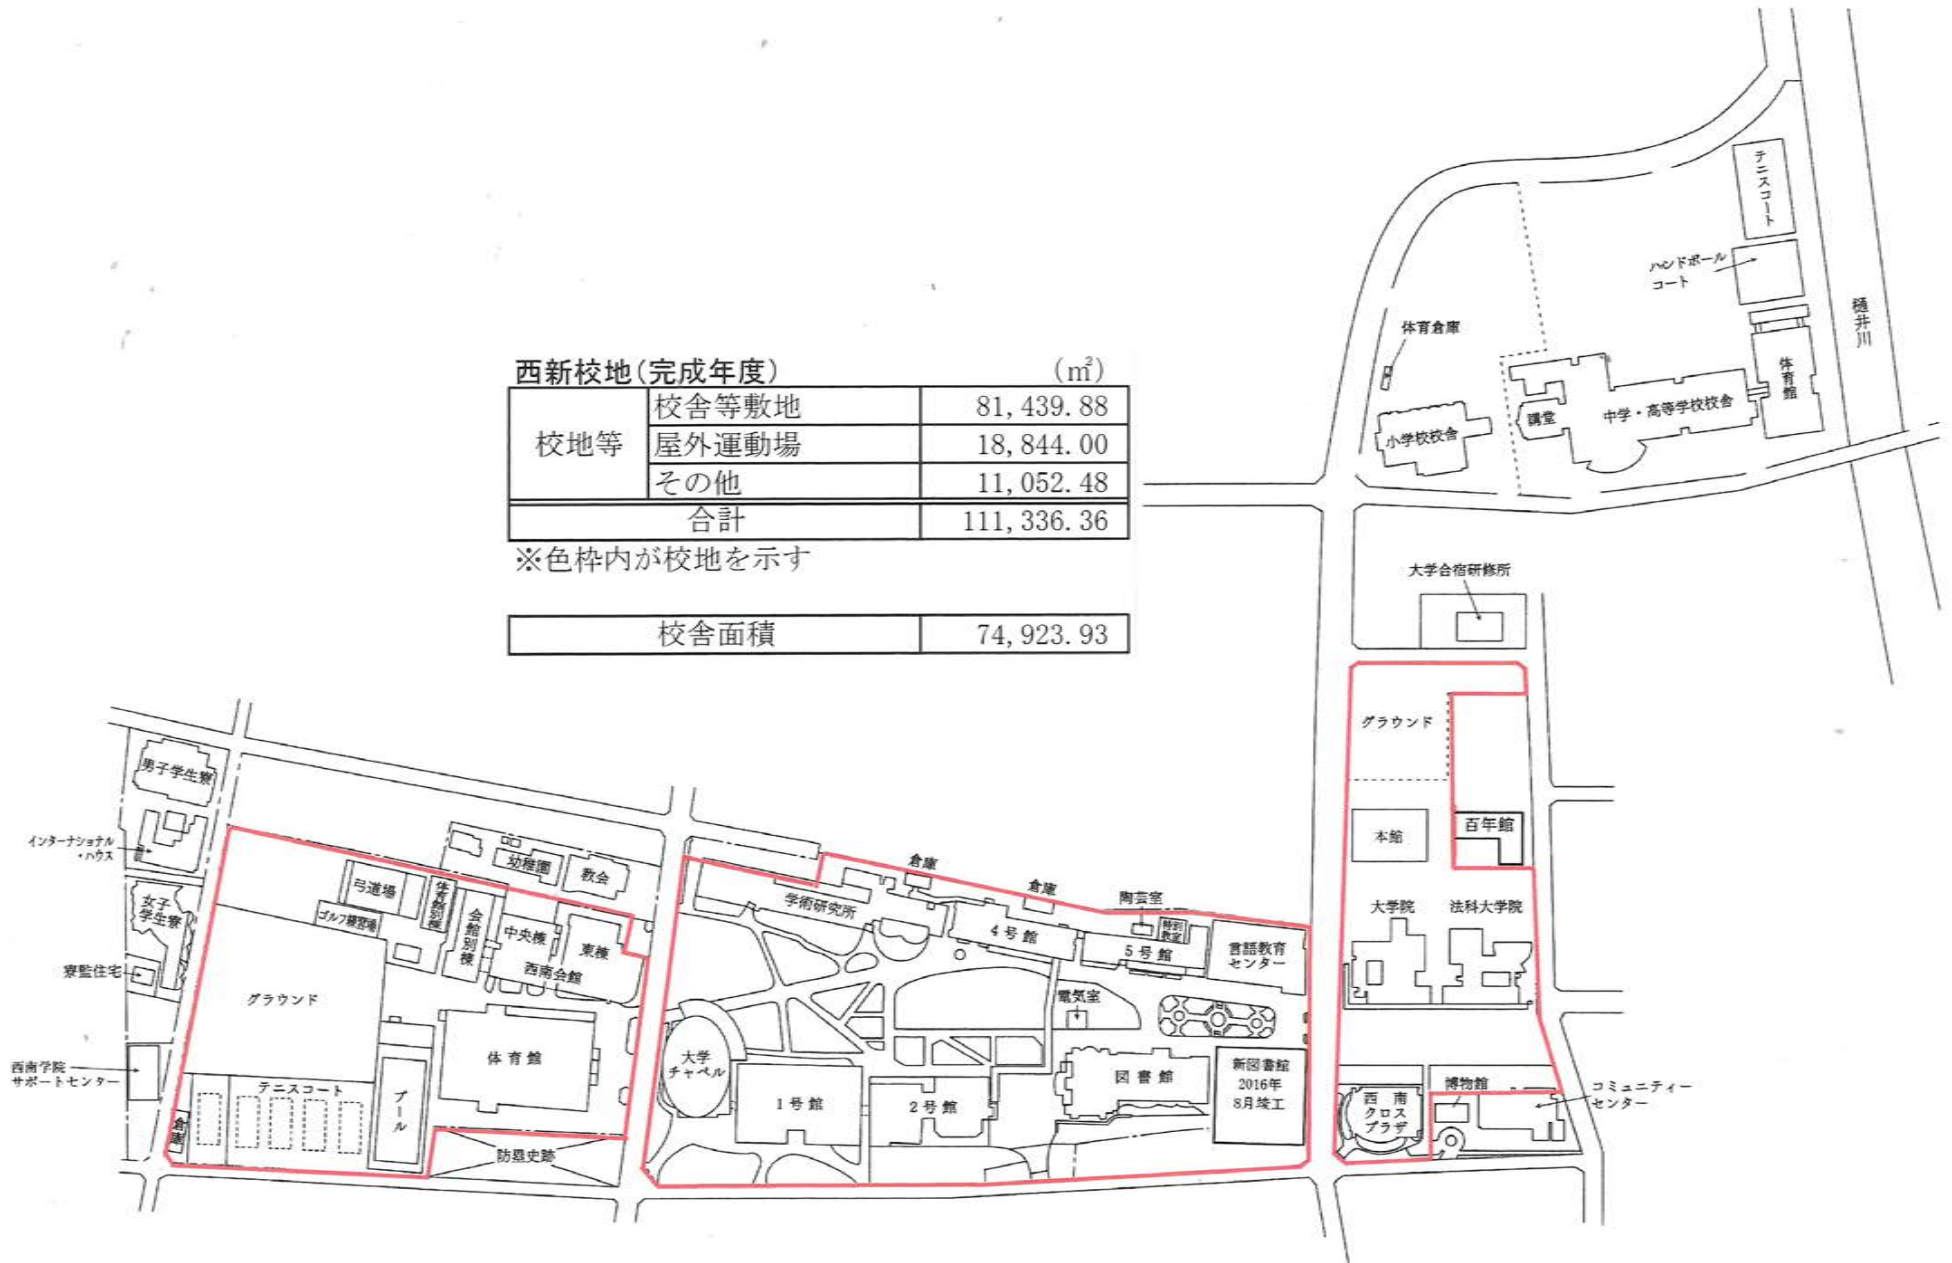 西新校地(完成年度) (㎡)
校地等
校舎等敷地 81,439.88
屋外運動場 18,844.00
その他 11,052.48
合計 111,336.36
※色枠内が校地を示す
校舎面積 74,923.93
テニスコート
ハンドボール
コート
樋井川
体育倉庫
体育館
小学校校舎
講堂
中学・高等学校校舎
大学合宿研修所
グラウンド
本館
百年館
大学院
法科大学院
男子学生寮
インターナショナル
・ハウス
女子
学生寮
寮監住宅
西南学院
サポートセンター
幼稚園
教会
弓道場
ゴルフ練習場
体育館別棟
会館別棟
中央棟
東棟
西南会館
グラウンド
体育館
テニスコート
プール
倉庫
防塁史跡
倉庫
倉庫
陶芸室
学術研究所
4号館
5号館
特別
教室
言語教育
センター
電気室
大学
チャペル
1号館
2号館
図書館
新図書館
2016年
8月竣工
西南
クロス
プラザ
博物館
コミュニティー
センター